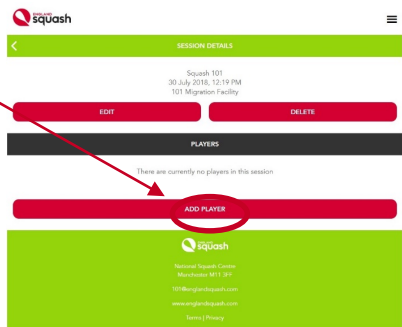 ENGLAND
squash
SESSION DETAILS
Squash 101
30 July 2018, 12:19 PM
101 Migration Facility
EDIT
DELETE
PLAYERS
There are currently no players in this session
ADD PLAYER
ENGLAND
squash
National Squash Centre
Manchester M11 3FF
101@englandsquash.com
www.englandsquash.com
Terms | Privacy